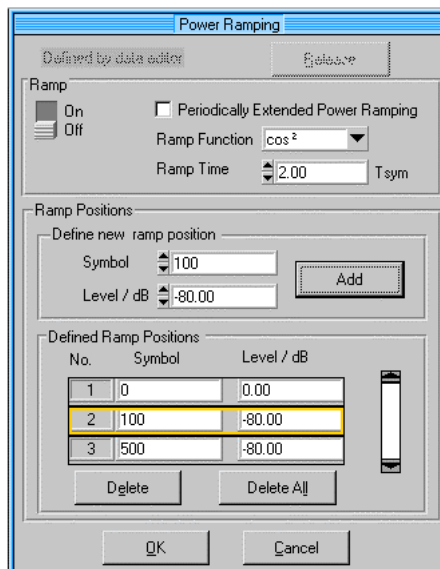 Power Ramping
Defined by data editor
Release
Ramp
On
Off
Periodically Extended Power Ramping
Ramp Function cos²
Ramp Time 2.00 Tsym
Ramp Positions
Define new ramp position
Symbol 100
Level / dB -80.00
Add
Defined Ramp Positions
No. Symbol Level / dB
1 0 0.00
2 100 -80.00
3 500 -80.00
Delete Delete All
OK Cancel